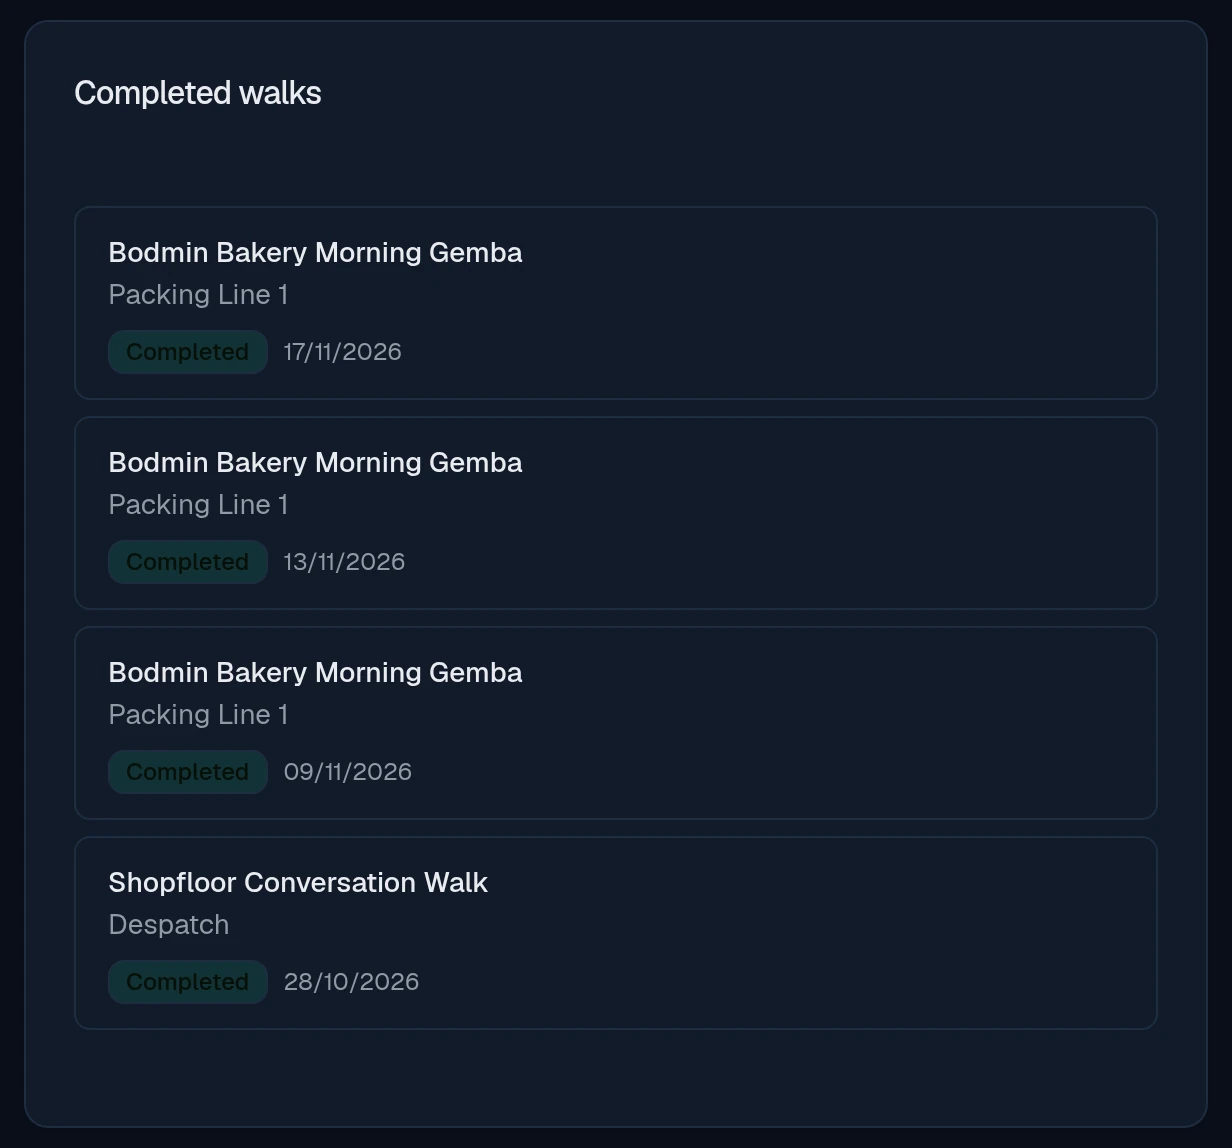 Completed walks
Bodmin Bakery Morning Gemba
Packing Line 1
Completed 17/11/2026
Bodmin Bakery Morning Gemba
Packing Line 1
Completed 13/11/2026
Bodmin Bakery Morning Gemba
Packing Line 1
Completed 09/11/2026
Shopfloor Conversation Walk
Despatch
Completed 28/10/2026